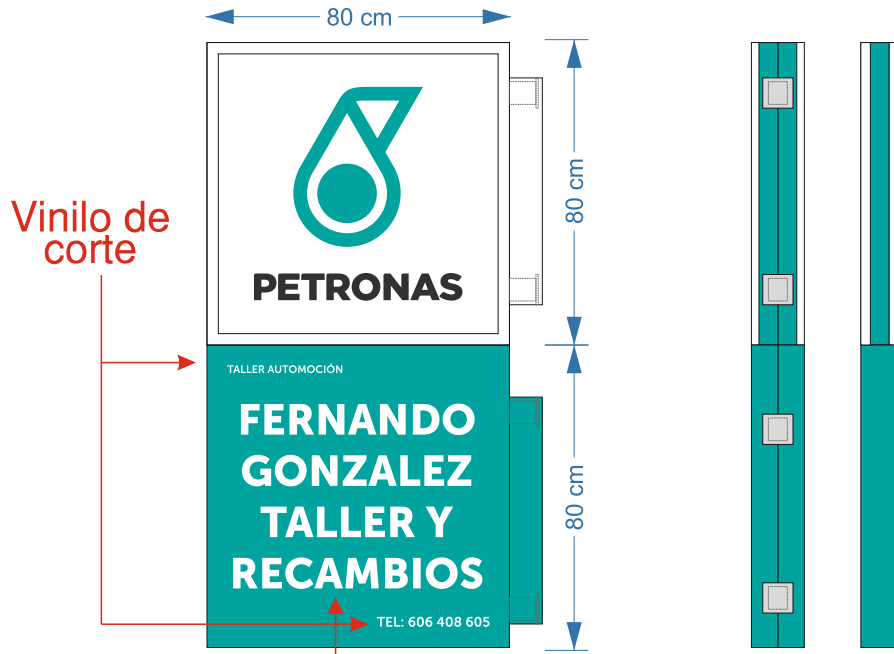 80 cm
80 cm
Vinilo de
corte
PETRONAS
TALLER AUTOMOCIÓN
FERNANDO
GONZALEZ
TALLER Y
RECAMBIOS
80 cm
TEL: 606 408 605